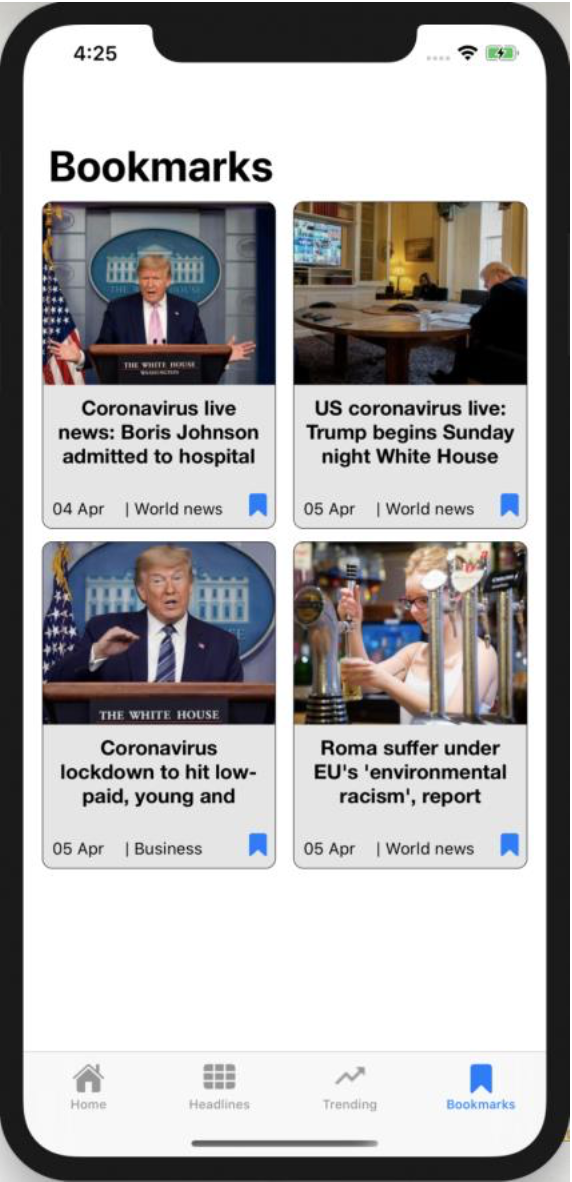 4:25
Bookmarks
THE WHITE HOUSE
WASHINGTON
Coronavirus live
news: Boris Johnson
admitted to hospital
04 Apr | World news
US coronavirus live:
Trump begins Sunday
night White House
05 Apr | World news
THE WHITE HOUSE
Coronavirus
lockdown to hit low-
paid, young and
05 Apr | Business
Roma suffer under
EU's 'environmental
racism', report
05 Apr | World news
Home
Headlines
Trending
Bookmarks